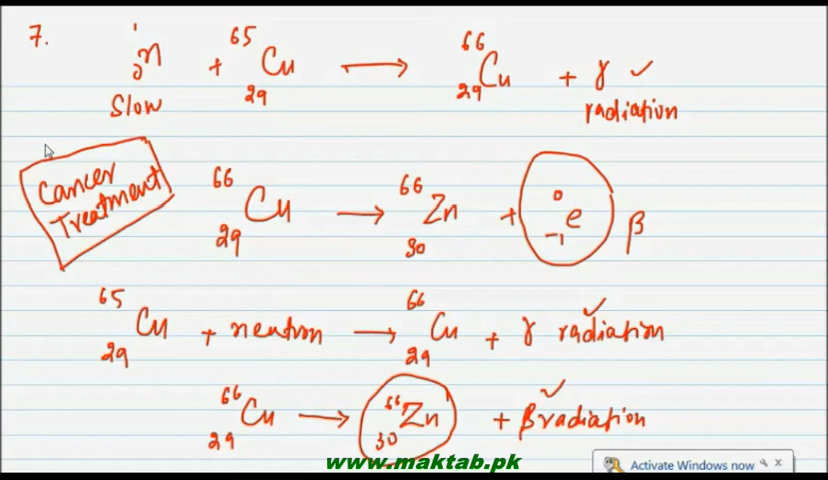 7. ¹₀n + ⁶⁵₂₉Cu ⟶ ⁶⁶₂₉Cu + γ ✓
Slow radiation
Cancer Treatment
⁶⁶₂₉Cu ⟶ ⁶⁶₃₀Zn + ⁰₋₁e β
⁶⁵₂₉Cu + neutron ⟶ ⁶⁶₂₉Cu + γ radiation ✓
⁶⁶₂₉Cu ⟶ ⁶⁶₃₀Zn + β radiation ✓
www.maktab.pk
Activate Windows now